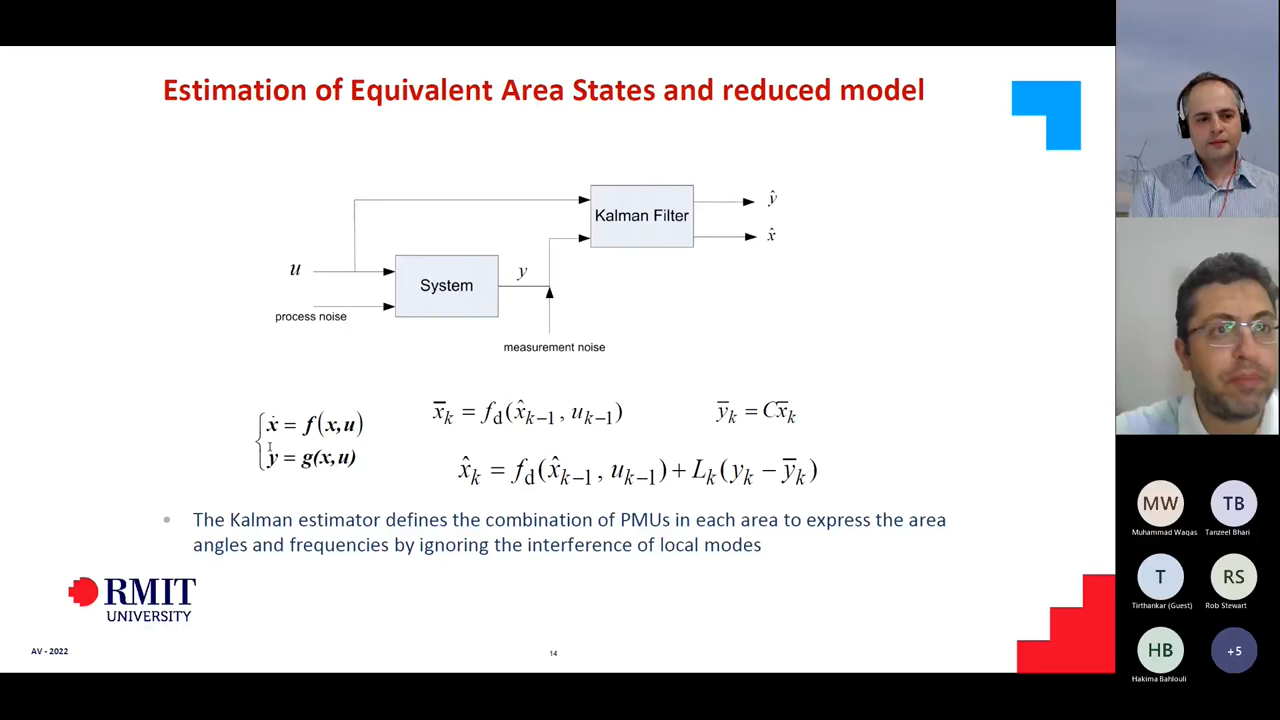 Estimation of Equivalent Area States and reduced model
Kalman Filter
ŷ
x̂
u
System
y
process noise
measurement noise
ẋ = f(x,u)
y = g(x,u)
x̅ₖ = f_d(x̂ₖ₋₁, uₖ₋₁)
y̅ₖ = Cx̅ₖ
x̂ₖ = f_d(x̂ₖ₋₁, uₖ₋₁) + Lₖ(yₖ − y̅ₖ)
• The Kalman estimator defines the combination of PMUs in each area to express the area
angles and frequencies by ignoring the interference of local modes
RMIT
UNIVERSITY
AV - 2022
14
MW
Muhammad Waqas
TB
Tanzeel Bhari
T
Tirthankar (Guest)
RS
Rob Stewart
HB
Hakima Bahlouli
+5